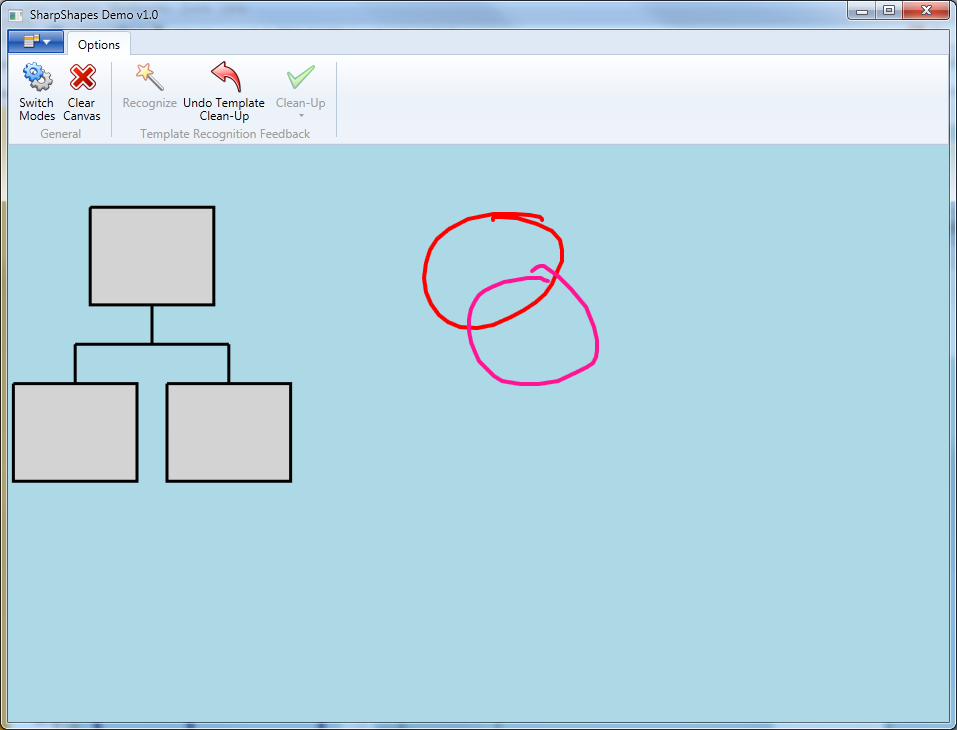 SharpShapes Demo v1.0
Options
Switch Modes
Clear Canvas
Recognize
Undo Template Clean-Up
Clean-Up
General
Template Recognition Feedback